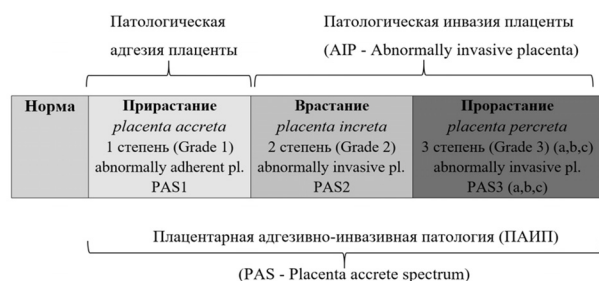 Патологическая
адгезия плаценты
Патологическая инвазия плаценты
(AIP - Abnormally invasive placenta)
Норма
Прирастание
placenta accreta
1 степень (Grade 1)
abnormally adherent pl.
PAS1
Врастание
placenta increta
2 степень (Grade 2)
abnormally invasive pl.
PAS2
Прорастание
placenta percreta
3 степень (Grade 3) (a,b,c)
abnormally invasive pl.
PAS3 (a,b,c)
Плацентарная адгезивно-инвазивная патология (ПАИП)
(PAS - Placenta accrete spectrum)